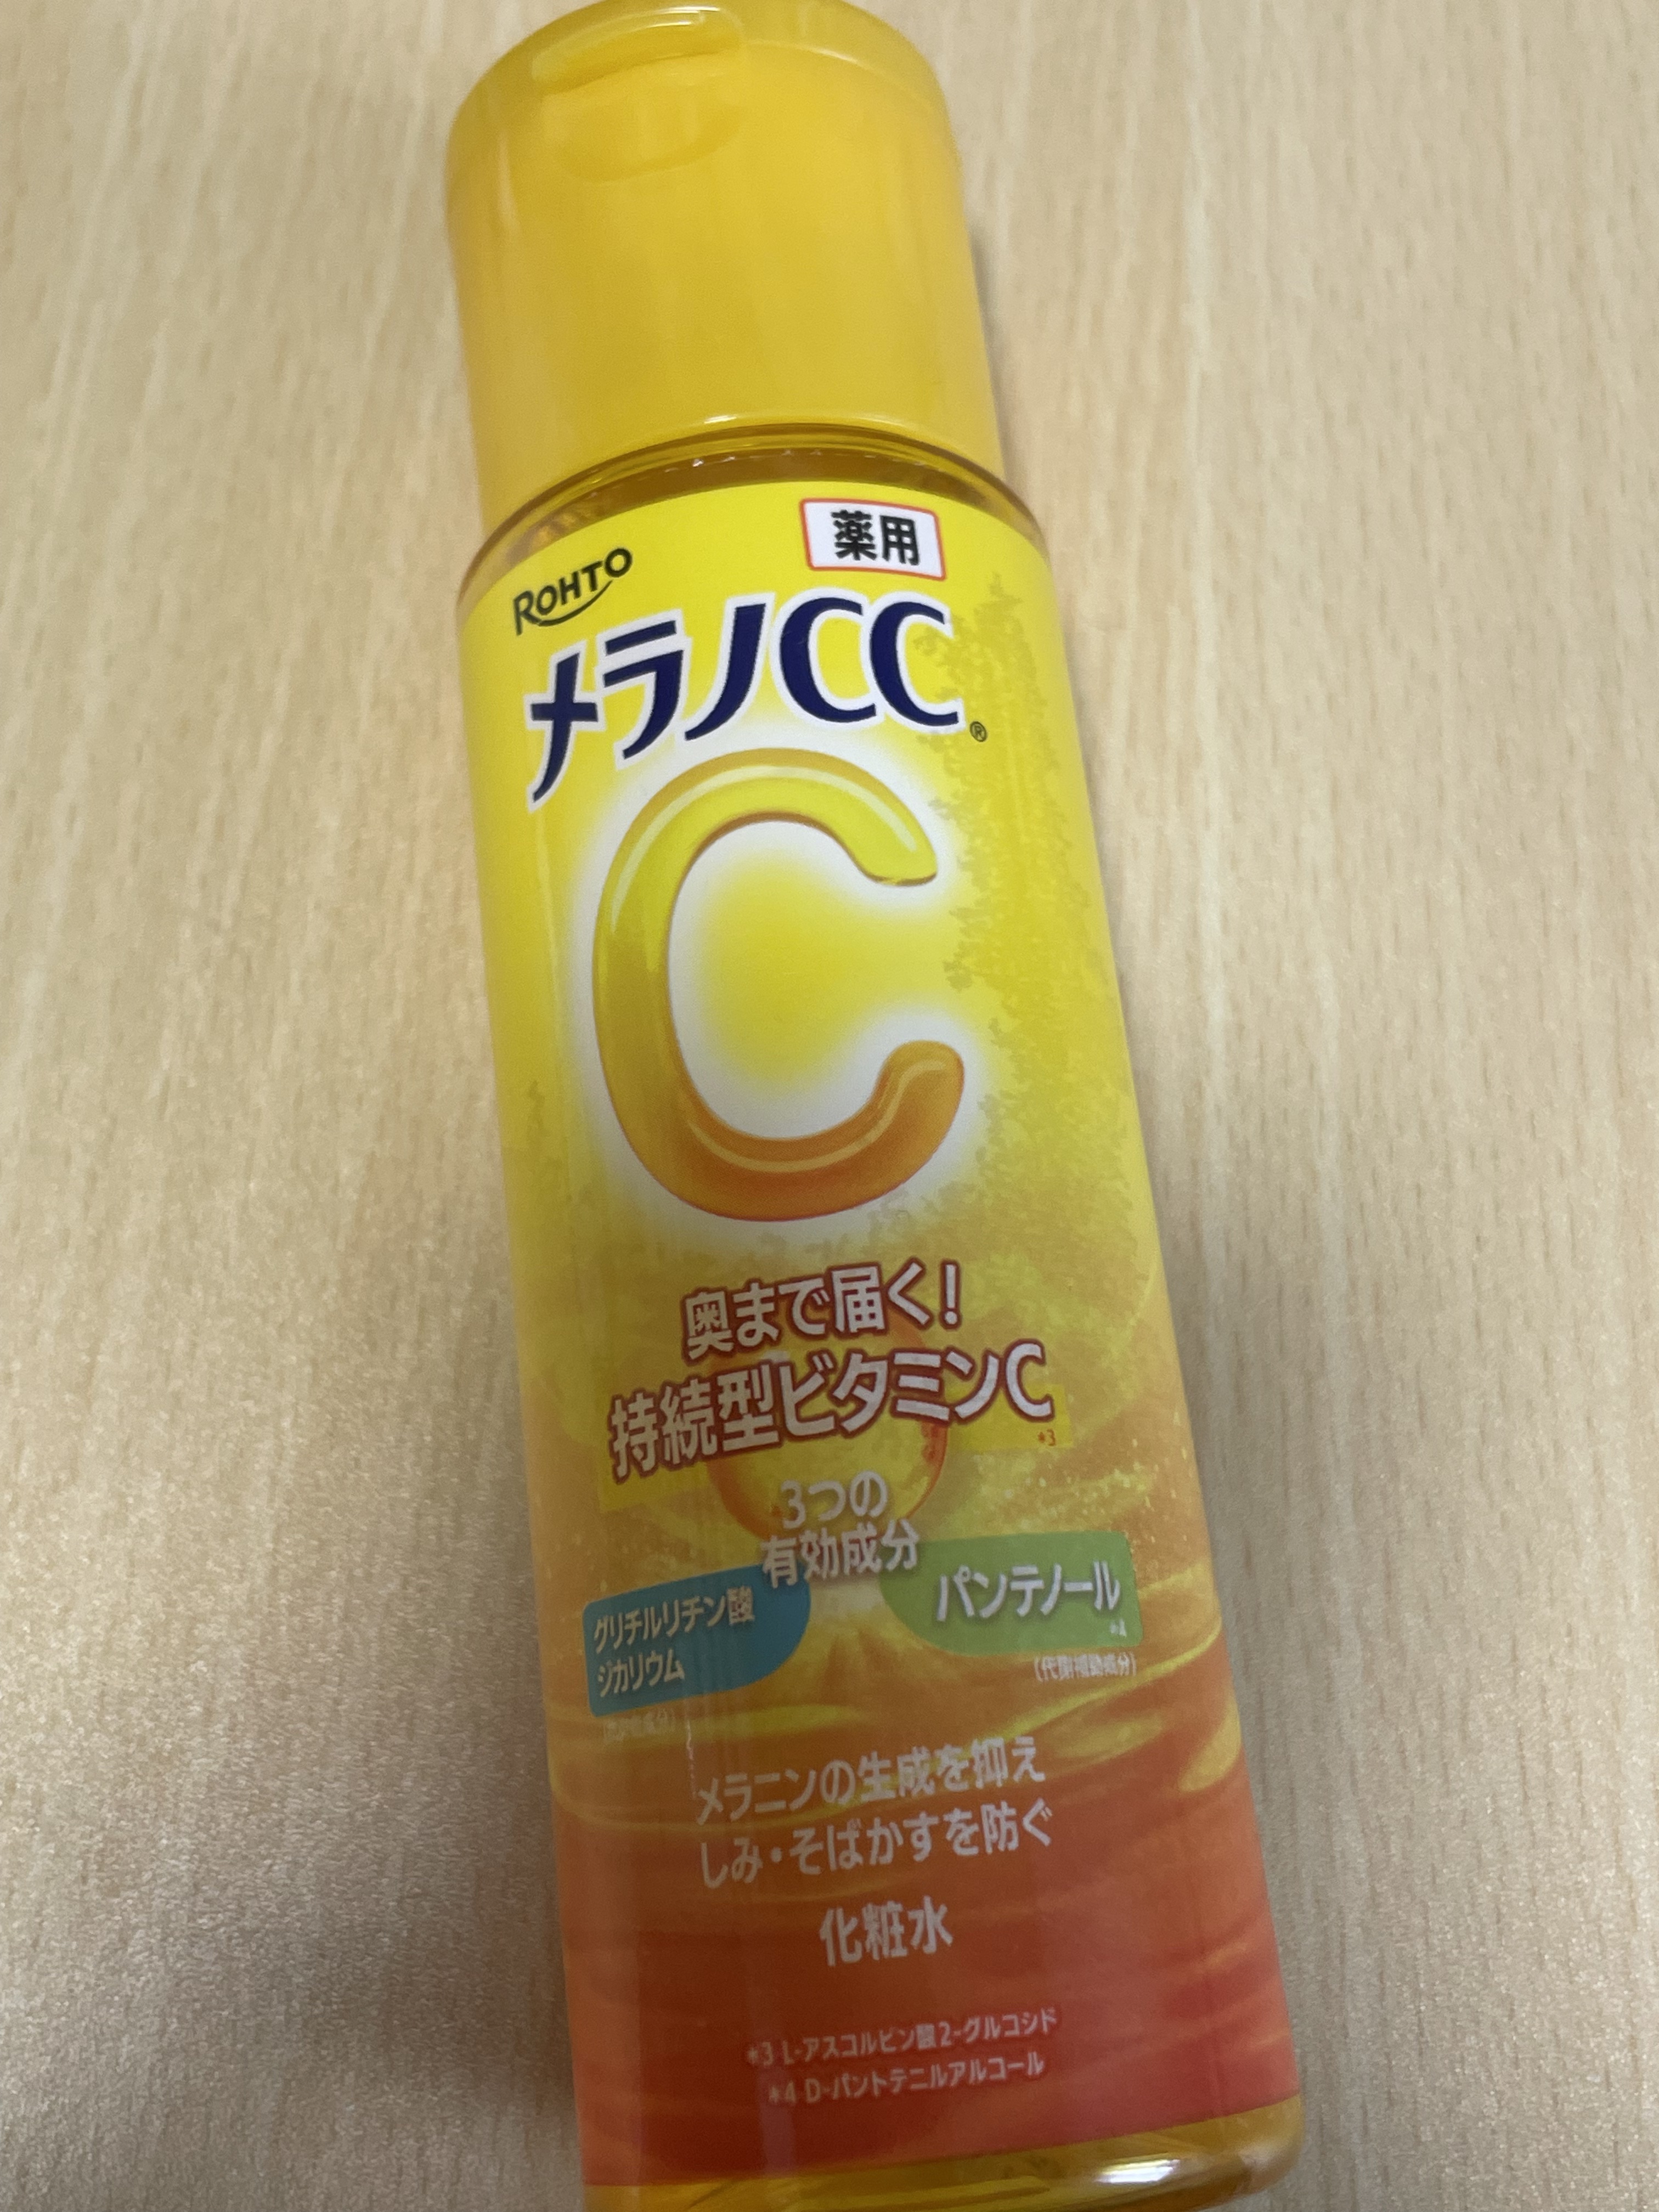 薬用
ROHTO
メラノCC®
C
奥まで届く!
持続型ビタミンC
*3
3つの
有効成分
グリチルリチン酸
ジカリウム
パンテノール
*4
(代謝補助成分)
メラニンの生成を抑え
しみ・そばかすを防ぐ
化粧水
*3 L-アスコルビン酸2-グルコシド
*4 D-パントテニルアルコール